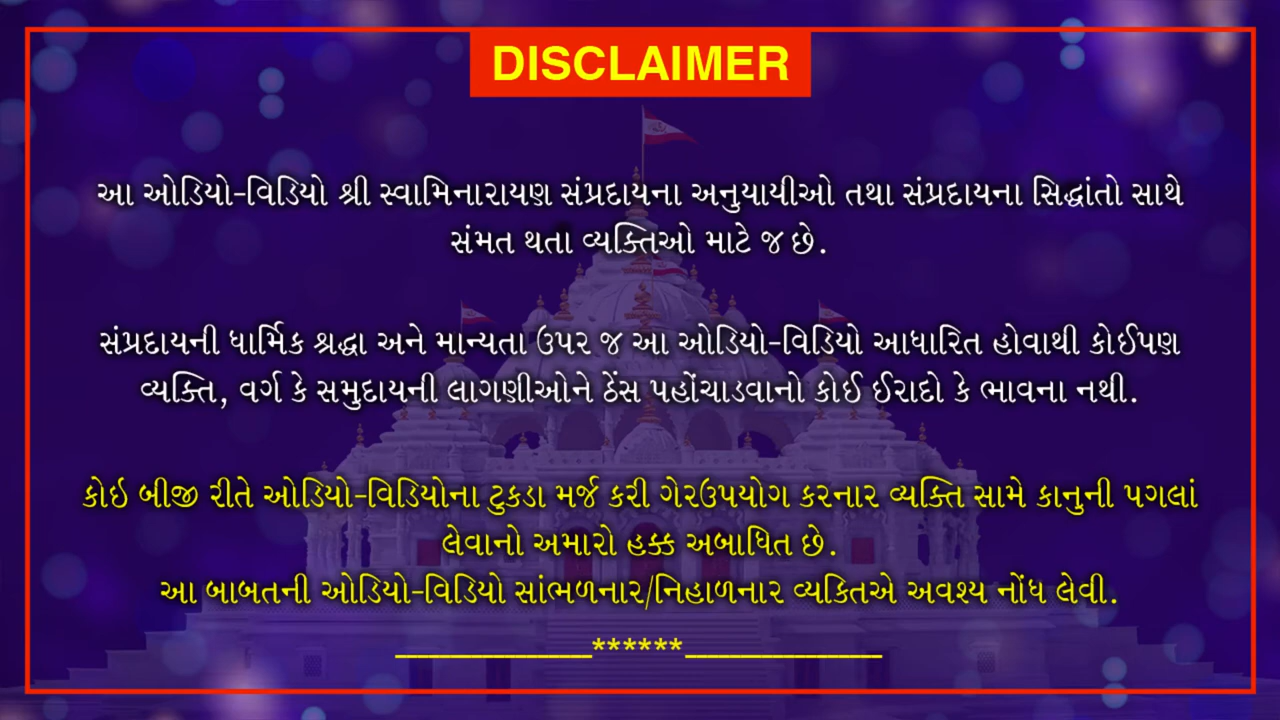 DISCLAIMER
આ ઓડિયો-વિડિયો શ્રી સ્વામિનારાયણ સંપ્રદાયના અનુયાયીઓ તથા સંપ્રદાયના સિદ્ધાંતો સાથે
સંમત થતા વ્યક્તિઓ માટે જ છે.
સંપ્રદાયની ધાર્મિક શ્રદ્ધા અને માન્યતા ઉપર જ આ ઓડિયો-વિડિયો આધારિત હોવાથી કોઈપણ
વ્યક્તિ, વર્ગ કે સમુદાયની લાગણીઓને ઠેંસ પહોંચાડવાનો કોઈ ઈરાદો કે ભાવના નથી.
કોઇ બીજી રીતે ઓડિયો-વિડિયોના ટુકડા મર્જ કરી ગેરઉપયોગ કરનાર વ્યક્તિ સામે કાનુની પગલાં
લેવાનો અમારો હક્ક અબાધિત છે.
આ બાબતની ઓડિયો-વિડિયો સાંભળનાર/નિહાળનાર વ્યકિતએ અવશ્ય નોંધ લેવી.
_________________******_________________